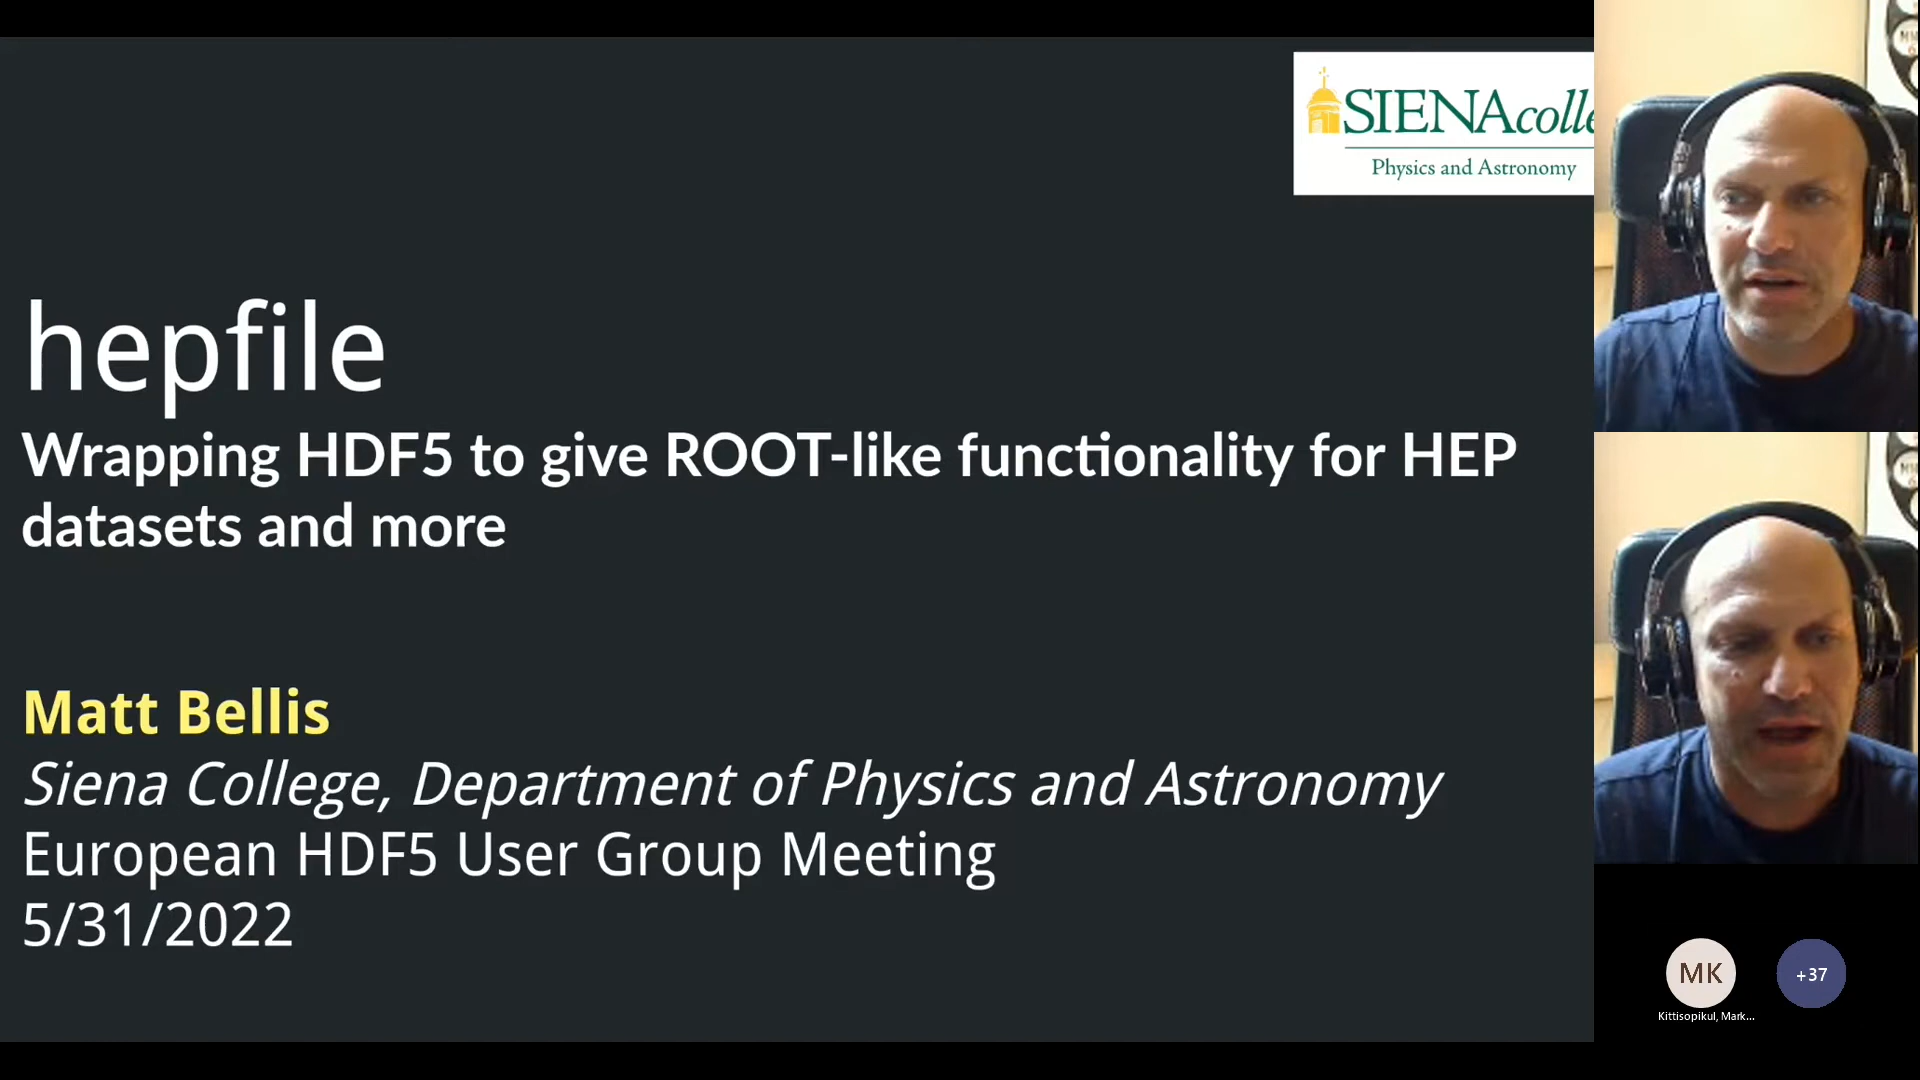 SIENAcolle
Physics and Astronomy
hepfile
Wrapping HDF5 to give ROOT-like functionality for HEP
datasets and more
Matt Bellis
Siena College, Department of Physics and Astronomy
European HDF5 User Group Meeting
5/31/2022
MK
+37
Kittisopikul, Mark...